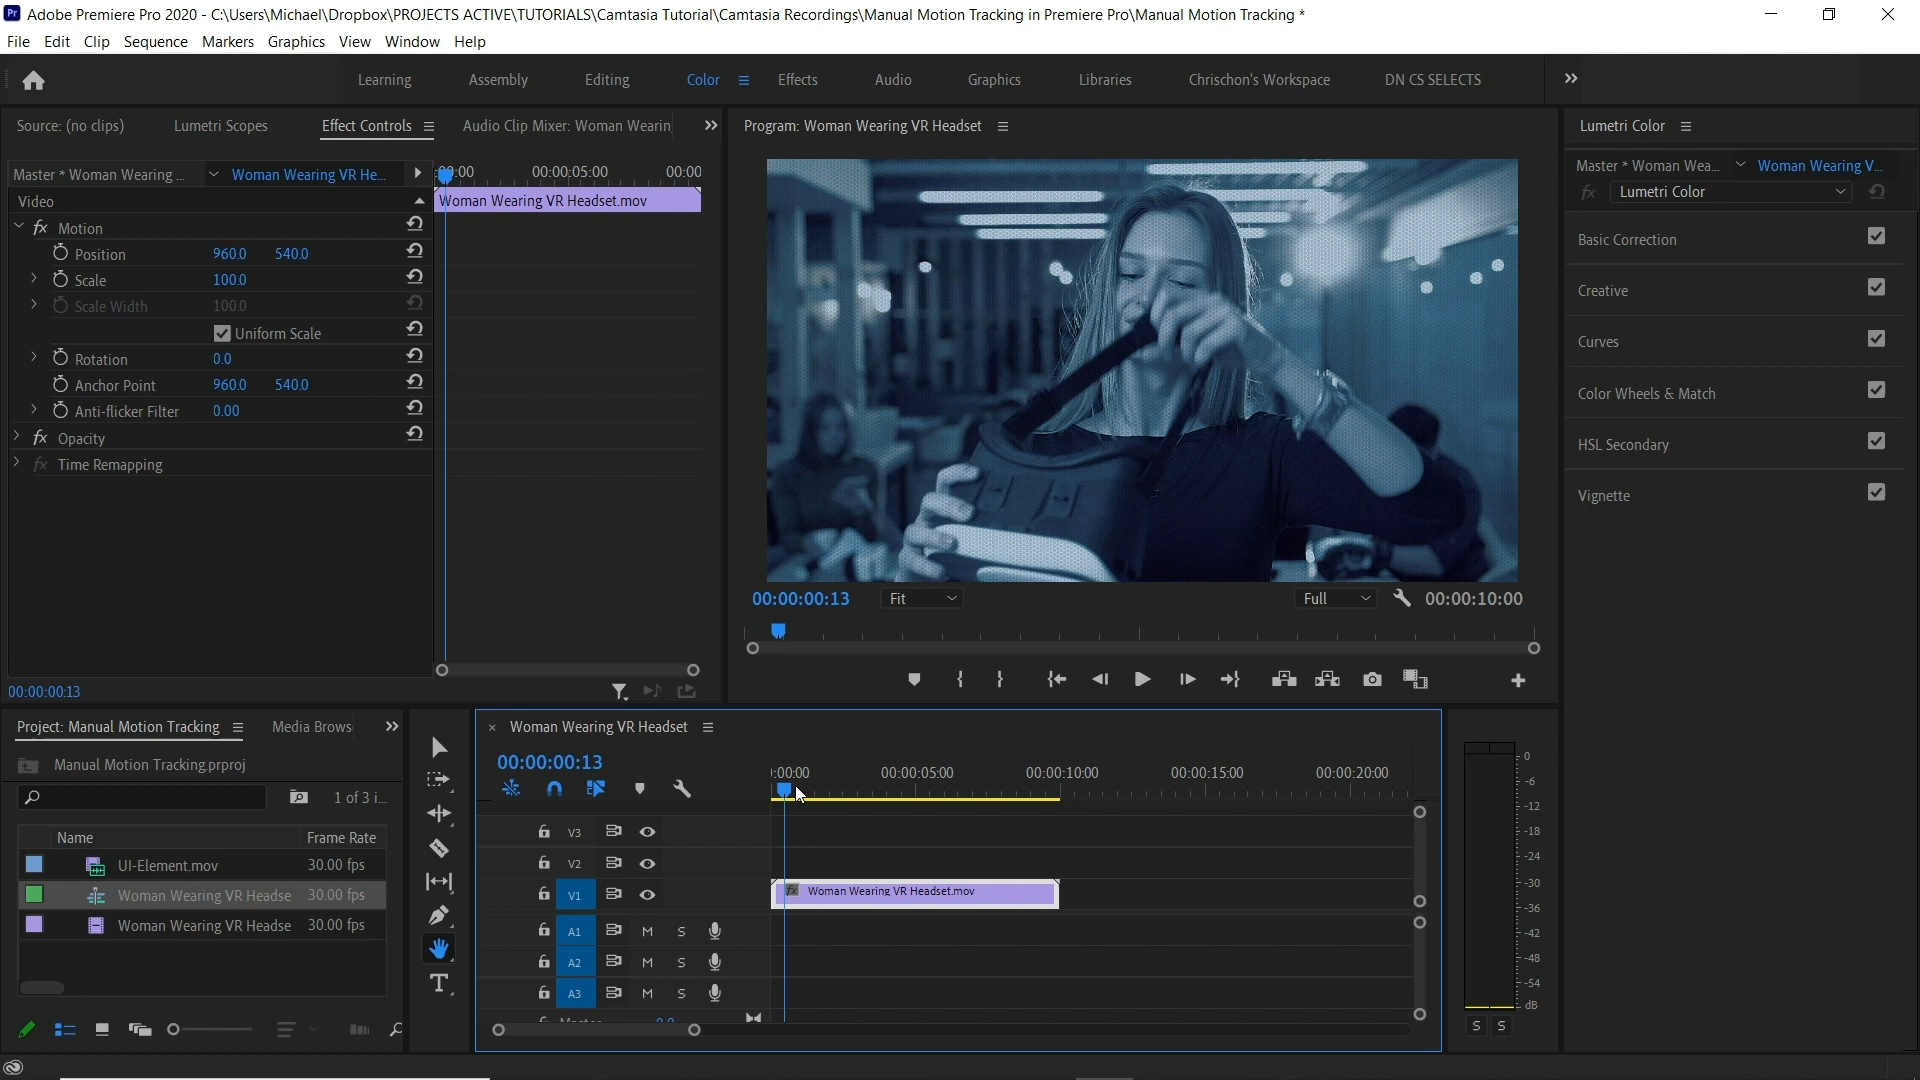 Adobe Premiere Pro 2020 - C:\Users\Michael\Dropbox\PROJECTS ACTIVE\TUTORIALS\Camtasia Tutorial\Camtasia Recordings\Manual Motion Tracking in Premiere Pro\Manual Motion Tracking *
File Edit Clip Sequence Markers Graphics View Window Help
Learning Assembly Editing Color Effects Audio Graphics Libraries Chrischon's Workspace DN CS SELECTS
Source: (no clips) Lumetri Scopes Effect Controls Audio Clip Mixer: Woman Wearin
Master * Woman Wearing ... Woman Wearing VR He...
:00:00 00:00:05:00 00:00
Video
Woman Wearing VR Headset.mov
fx Motion
Position 960.0 540.0
Scale 100.0
Scale Width 100.0
Uniform Scale
Rotation 0.0
Anchor Point 960.0 540.0
Anti-flicker Filter 0.00
fx Opacity
fx Time Remapping
00:00:00:13
Program: Woman Wearing VR Headset
00:00:00:13 Fit Full 00:00:10:00
Lumetri Color
Master * Woman Wea... Woman Wearing V...
fx Lumetri Color
Basic Correction
Creative
Curves
Color Wheels & Match
HSL Secondary
Vignette
Project: Manual Motion Tracking Media Brows
Manual Motion Tracking.prproj
1 of 3 i...
Name Frame Rate
UI-Element.mov 30.00 fps
Woman Wearing VR Headse 30.00 fps
Woman Wearing VR Headse 30.00 fps
T
× Woman Wearing VR Headset
00:00:00:13
:00:00 00:00:05:00 00:00:10:00 00:00:15:00 00:00:20:00
V3
V2
V1 fx Woman Wearing VR Headset.mov
A1 M S
A2 M S
A3 M S
Master 0.0
0
-6
-12
-18
-24
-30
-36
-42
-48
-54
dB
S S